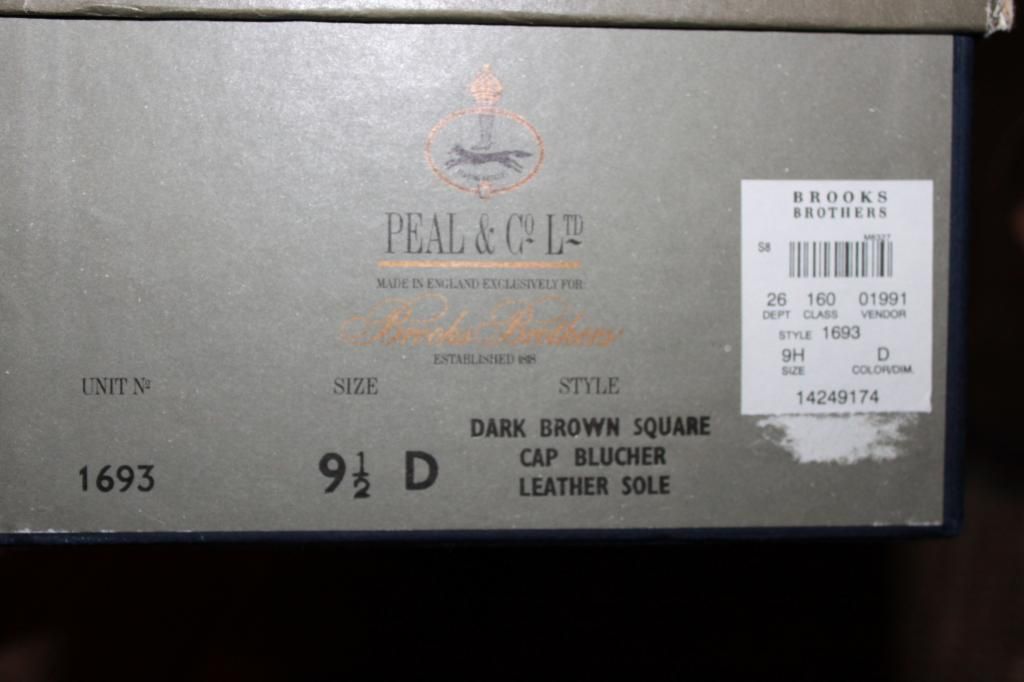 PEAL & Cº LTD
MADE IN ENGLAND EXCLUSIVELY FOR
Brooks Brothers
ESTABLISHED 1818
UNIT Nº SIZE STYLE
1693 9½ D
DARK BROWN SQUARE
CAP BLUCHER
LEATHER SOLE
BROOKS
BROTHERS
S8
26 160 01991
DEPT CLASS VENDOR
STYLE 1693
9H D
SIZE COLOR/DIM.
14249174